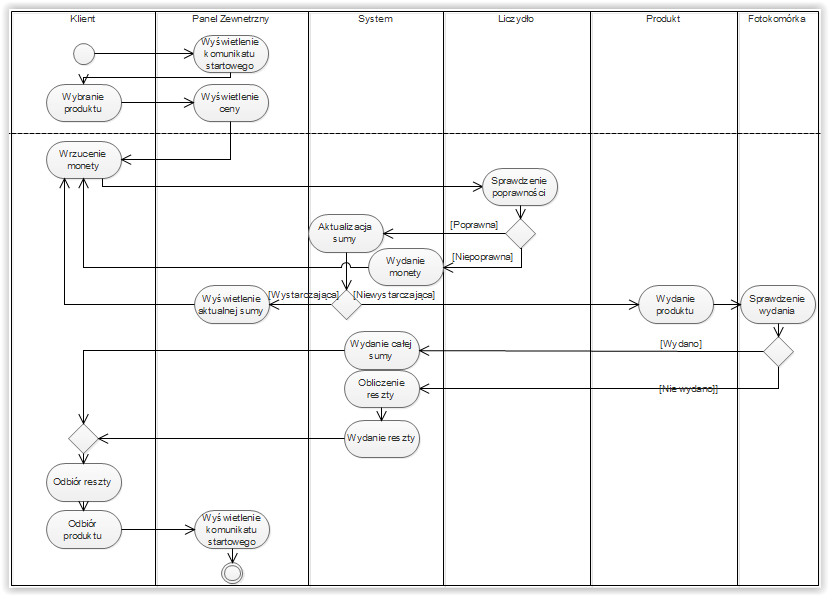 Klient
Panel Zewnetrzny
System
Liczydło
Produkt
Fotokomórka
Wyświetlenie
komunikatu
startowego
Wybranie
produktu
Wyświetlenie
ceny
Wrzucenie
monety
Sprawdzenie
poprawności
Aktualizacja
sumy
[Poprawna]
Wydanie
monety
[Niepoprawna]
Wyświetlenie
aktualnej sumy
[Wystarczająca]
[Niewystarczająca]
Wydanie
produktu
Sprawdzenie
wydania
Wydanie całej
sumy
[Wydano]
Obliczenie
reszty
[Nie wydano]]
Wydanie reszty
Odbiór reszty
Odbiór
produktu
Wyświetlenie
komunikatu
startowego